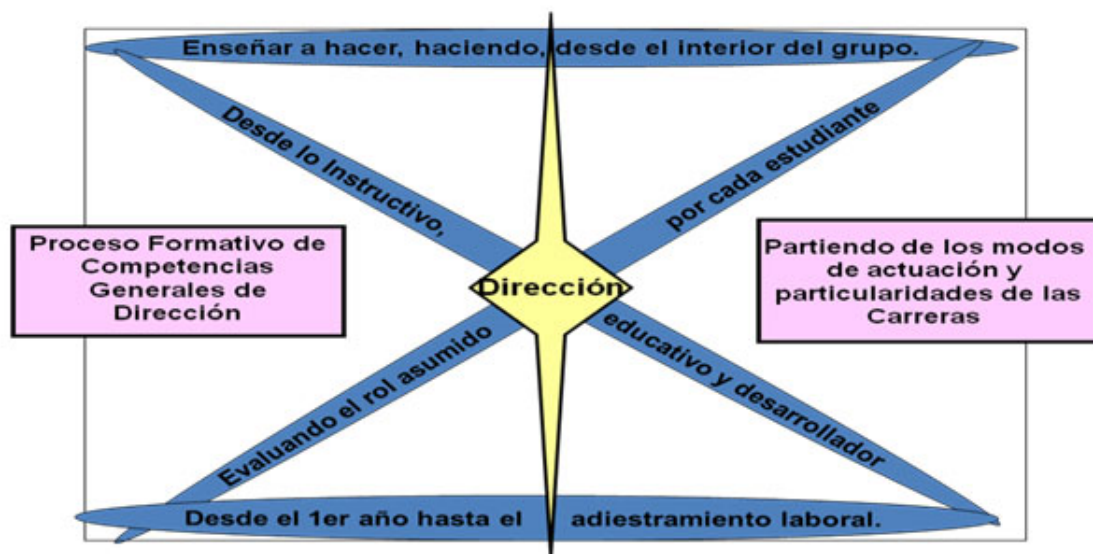 Enseñar a hacer, haciendo, desde el interior del grupo.
Desde lo Instructivo,
por cada estudiante
Proceso Formativo de
Competencias
Generales de
Dirección
Dirección
Partiendo de los modos
de actuación y
particularidades de las
Carreras
Evaluando el rol asumido
educativo y desarrollador
Desde el 1er año hasta el adiestramiento laboral.